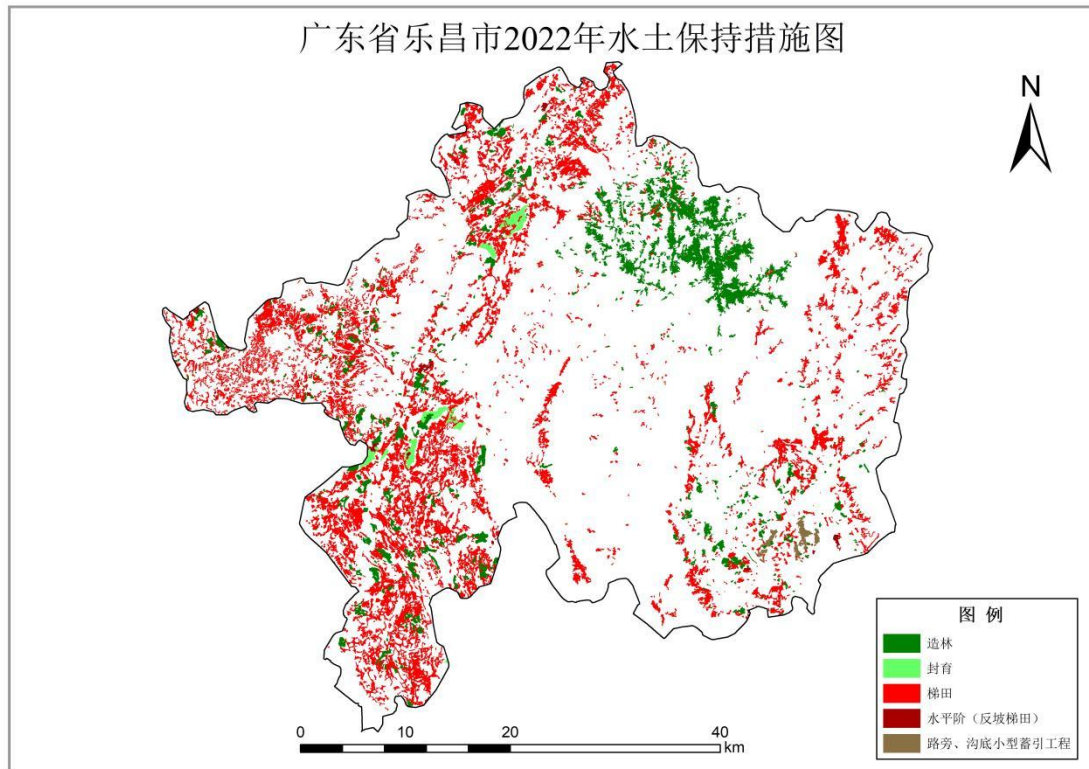 广东省乐昌市2022年水土保持措施图
N
图 例
造林
封育
梯田
水平阶（反坡梯田）
路旁、沟底小型蓄引工程
0 10 20 40
km